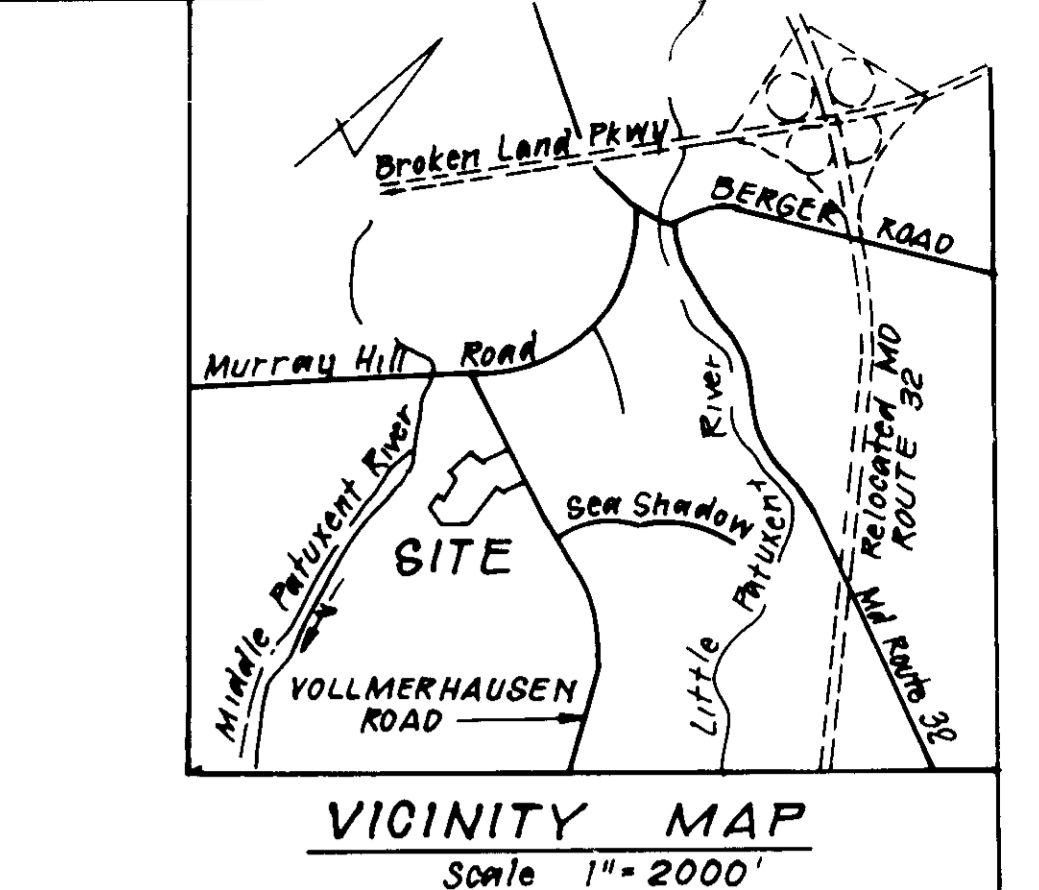 Broken Land Pkwy
BERGER ROAD
Murray Hill Road
River
Relocated MD
ROUTE 32
Middle Patuxent River
Sea Shadow
SITE
Little Patuxent
Md Route 32
VOLLMERHAUSEN
ROAD
VICINITY MAP
Scale 1"= 2000'